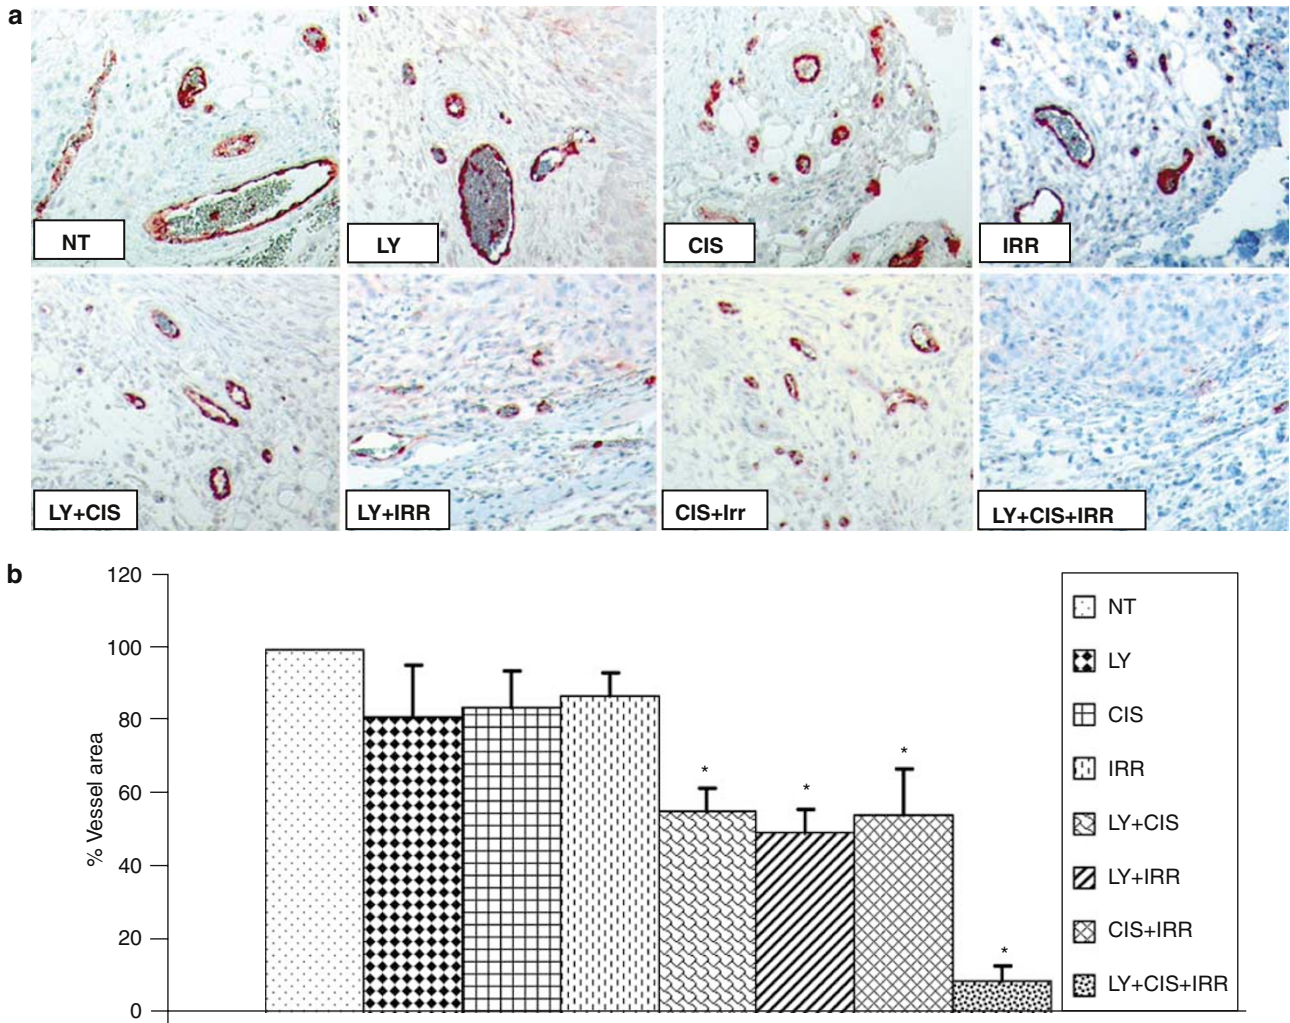 a
NT
LY
CIS
IRR
LY+CIS
LY+IRR
CIS+Irr
LY+CIS+IRR
b
120
100
80
60
40
20
0
% Vessel area
*
*
*
*
NT
LY
CIS
IRR
LY+CIS
LY+IRR
CIS+IRR
LY+CIS+IRR